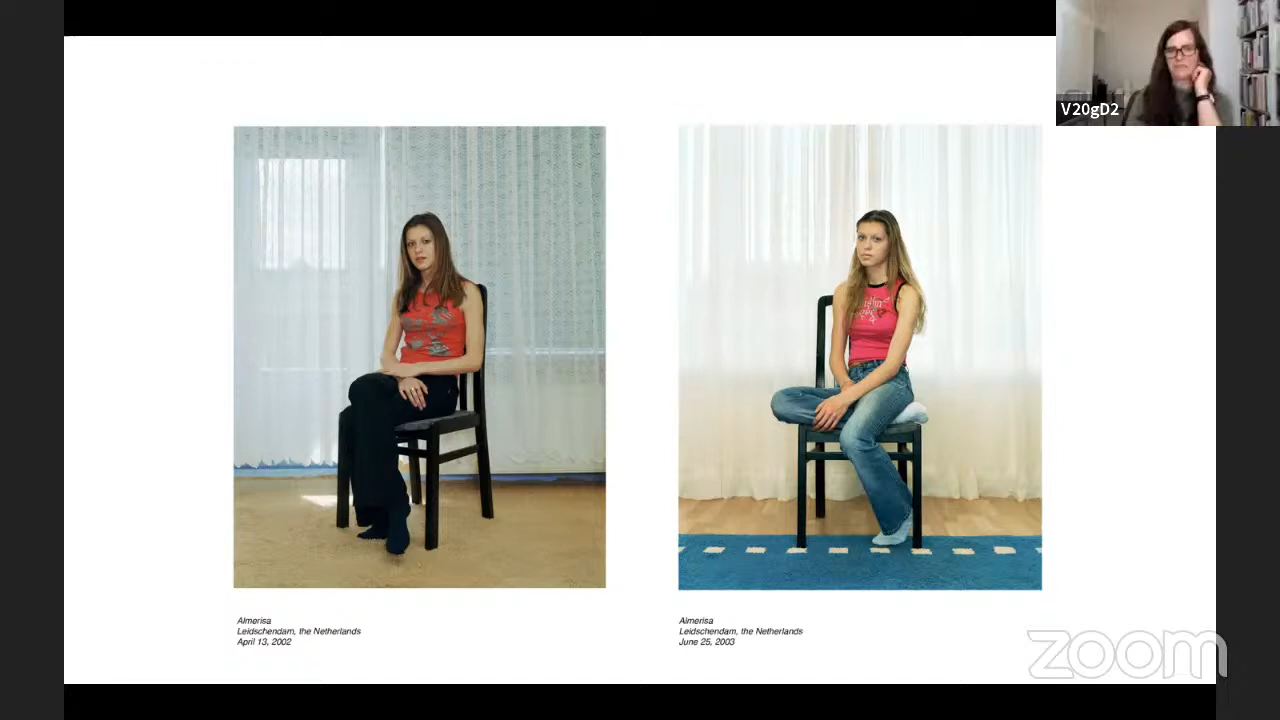 V20gD2
Almerisa
Leidschendam, the Netherlands
April 13, 2002
Almerisa
Leidschendam, the Netherlands
June 25, 2003
zoom